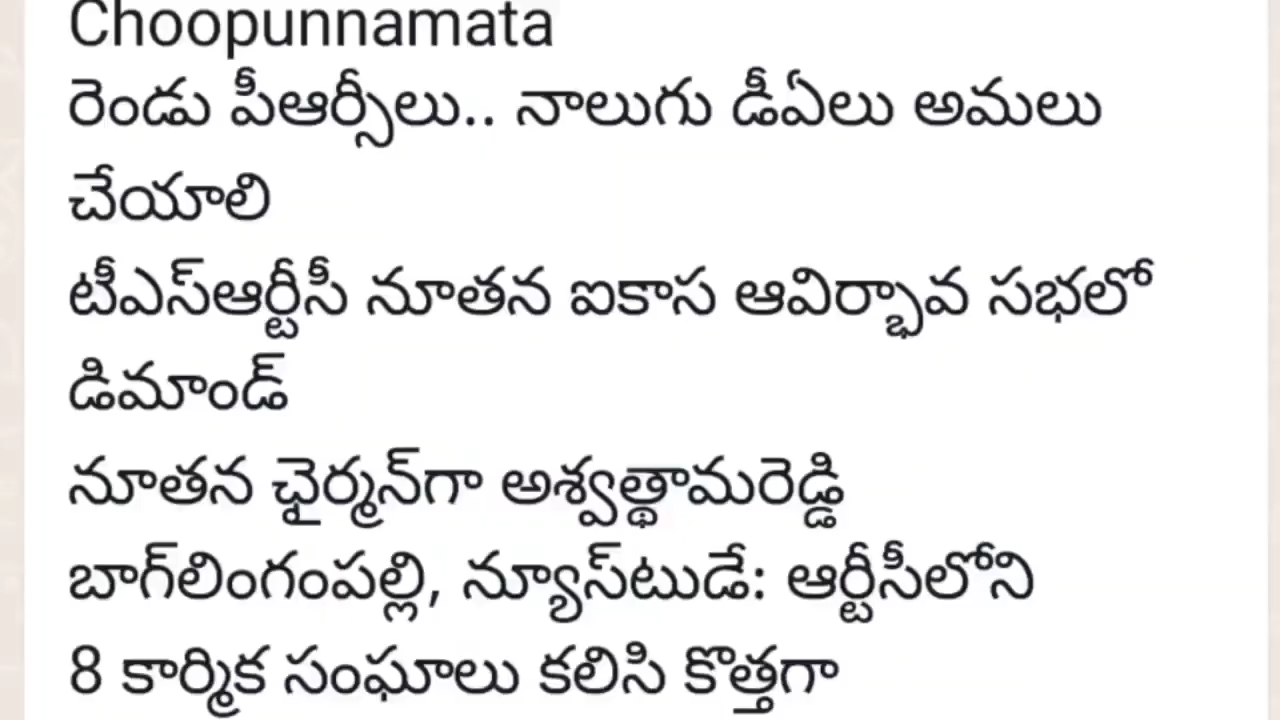 Choopunnamata
రెండు పీఆర్సీలు.. నాలుగు డీఏలు అమలు
చేయాలి
టీఎస్ఆర్టీసీ నూతన ఐకాస ఆవిర్భావ సభలో
డిమాండ్
నూతన ఛైర్మన్‌గా అశ్వత్థామరెడ్డి
బాగ్‌లింగంపల్లి, న్యూస్‌టుడే: ఆర్టీసీలోని
8 కార్మిక సంఘాలు కలిసి కొత్తగా